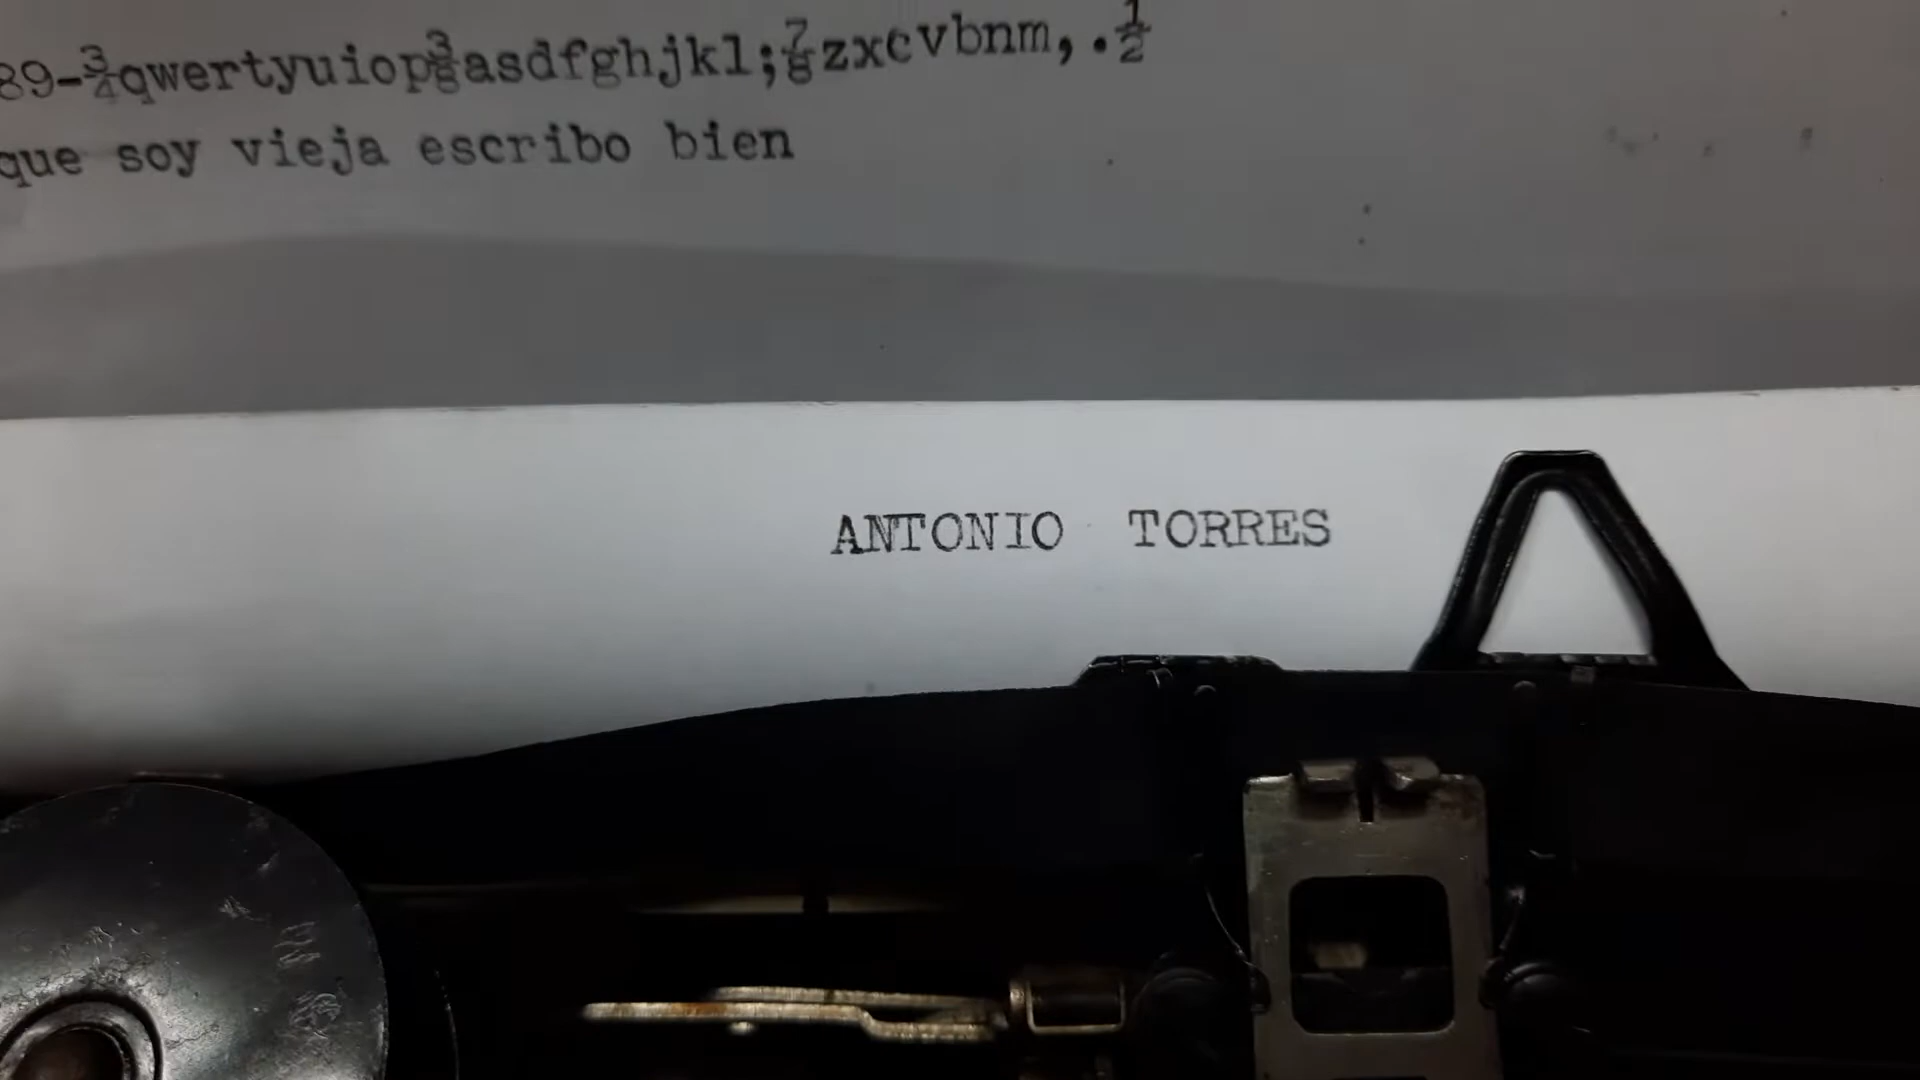 89-¾qwertyuiop⅜asdfghjkl;⅞zxcvbnm,.½
que soy vieja escribo bien
ANTONIO TORRES